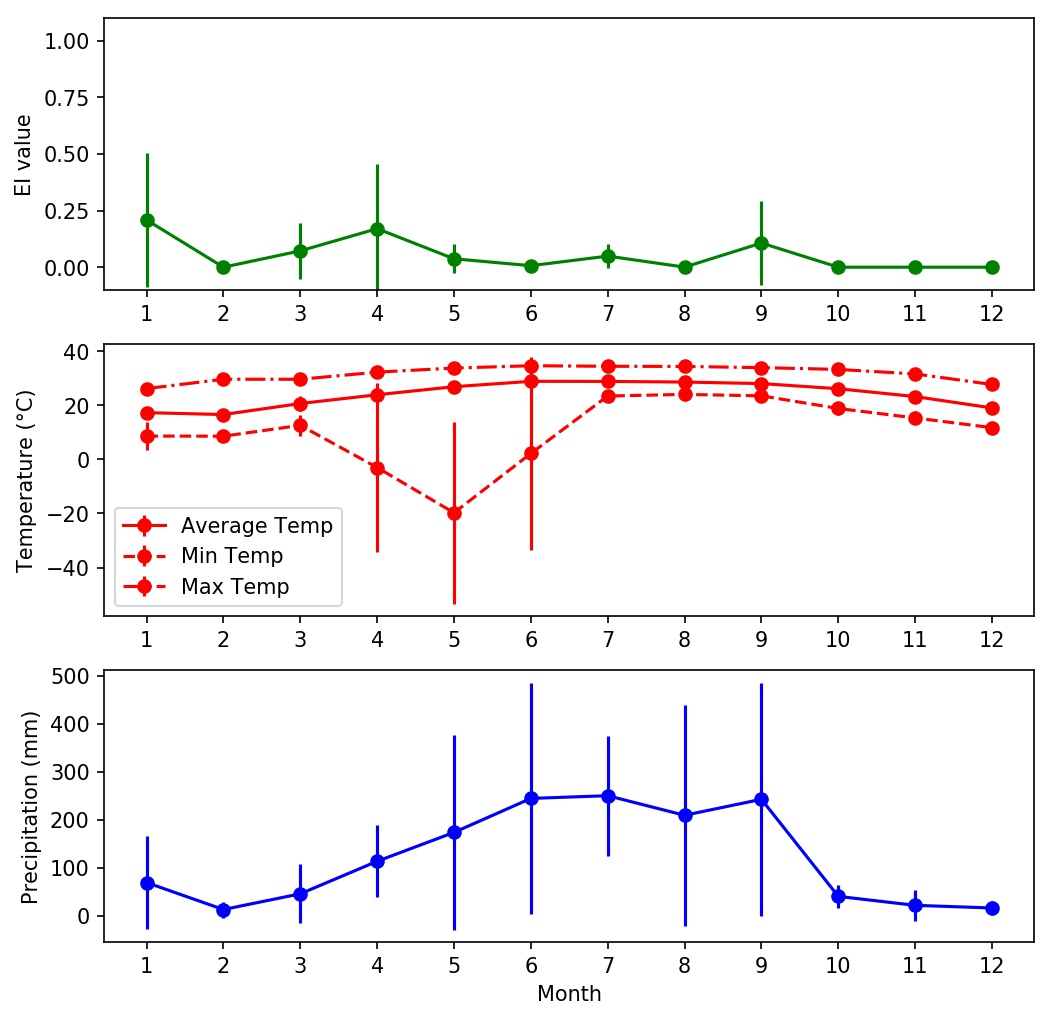 EI value
1.00
0.75
0.50
0.25
0.00
1 2 3 4 5 6 7 8 9 10 11 12
Temperature (°C)
40
20
0
−20
−40
Average Temp
Min Temp
Max Temp
1 2 3 4 5 6 7 8 9 10 11 12
Precipitation (mm)
500
400
300
200
100
0
1 2 3 4 5 6 7 8 9 10 11 12
Month